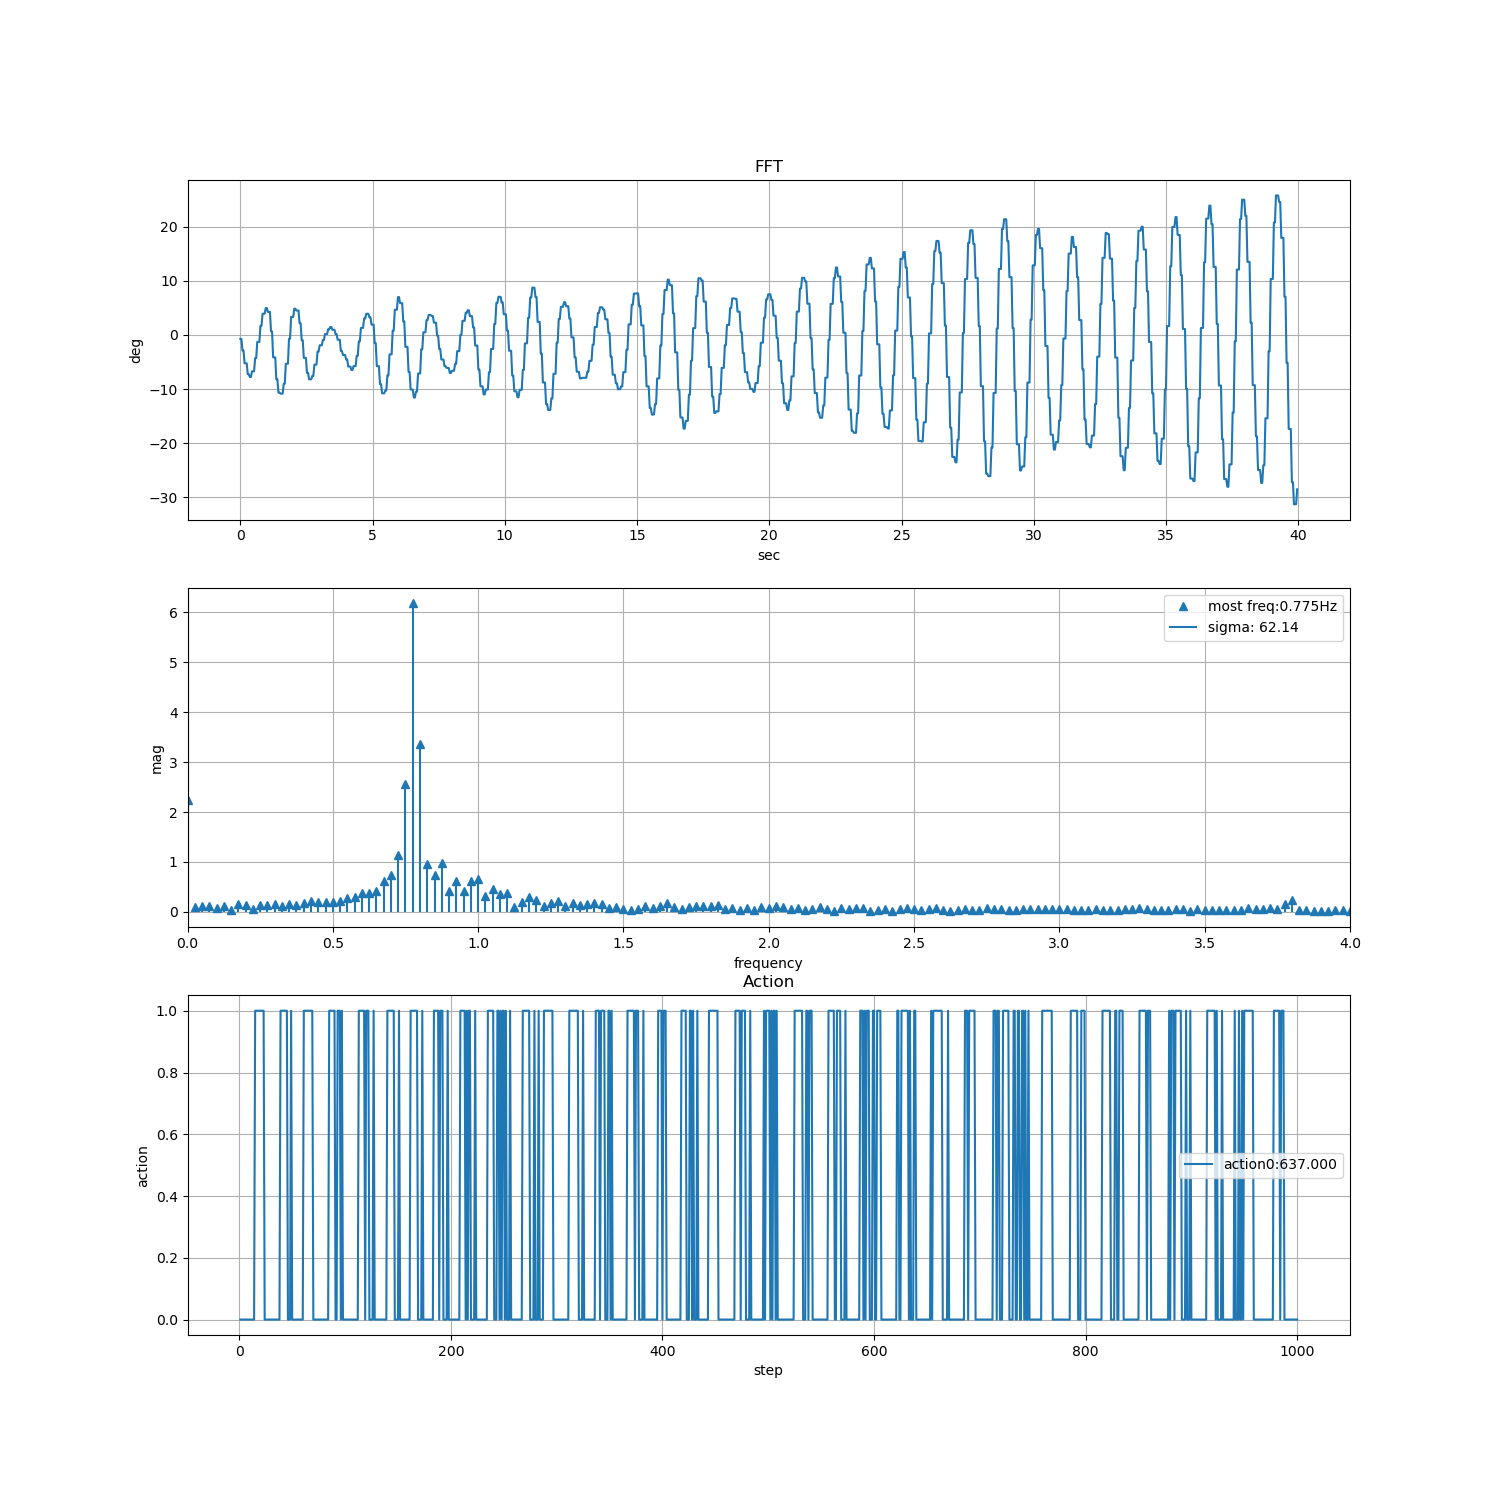 FFT
20
10
0
−10
−20
−30
deg
0 5 10 15 20 25 30 35 40
sec
6
5
4
3
2
1
0
mag
most freq:0.775Hz
sigma: 62.14
0.0 0.5 1.0 1.5 2.0 2.5 3.0 3.5 4.0
frequency
Action
1.0
0.8
0.6
0.4
0.2
0.0
action
action0:637.000
0 200 400 600 800 1000
step